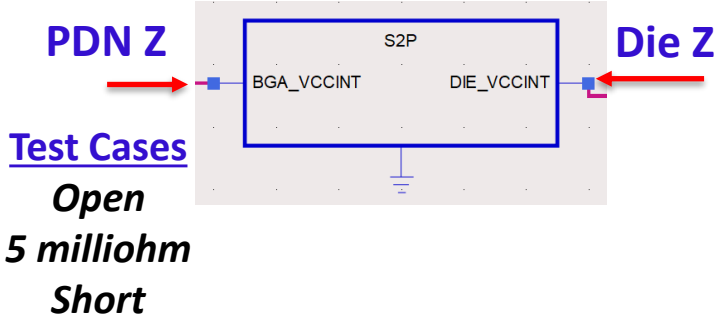 PDN Z
S2P
Die Z
BGA_VCCINT
DIE_VCCINT
Test Cases
Open
5 milliohm
Short